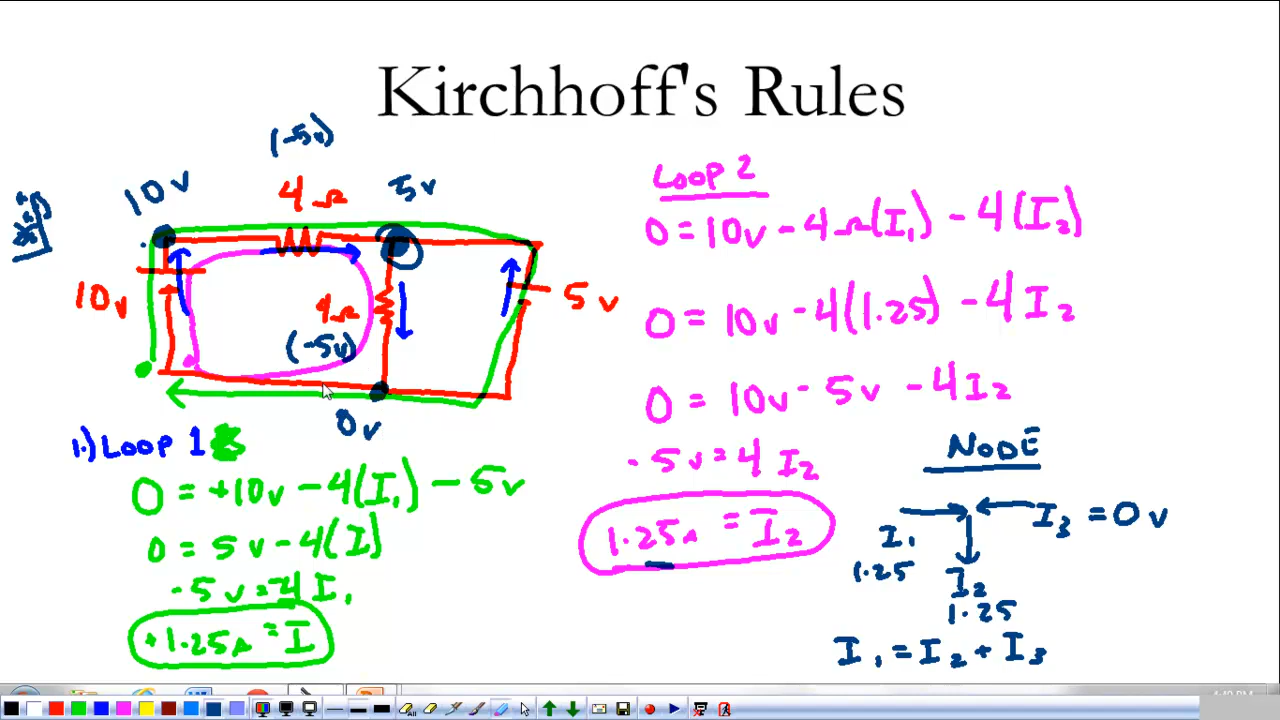 Kirchhoff's Rules
(-5v)
10v
4Ω
5v
10v
4Ω
(-5v)
5v
0v
1.) Loop 1
0 = +10v - 4(I₁) - 5v
0 = 5v - 4(I)
-5v = -4 I₁
+1.25A = I
Loop 2
0 = 10v - 4Ω(I₁) - 4(I₂)
0 = 10v - 4(1.25) - 4I₂
0 = 10v - 5v - 4I₂
-5v = 4 I₂
1.25A = I₂
NODE
I₃ = 0v
I₁
1.25
I₂
1.25
I₁ = I₂ + I₃